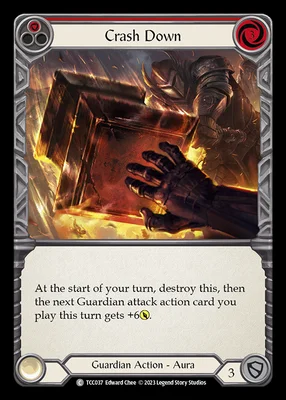 Crash Down
At the start of your turn, destroy this, then
the next Guardian attack action card you
play this turn gets +6
Guardian Action - Aura
3
C TCC037 Edward Chee © 2023 Legend Story Studios